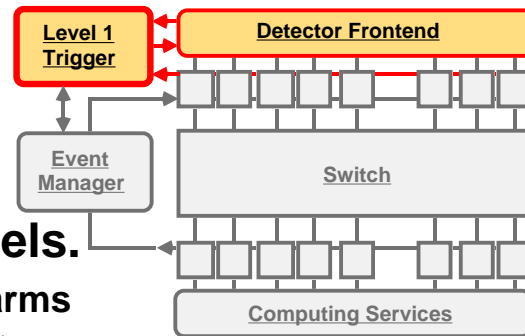 Level 1
Trigger
Detector Frontend
Event
Manager
Switch
els.
arms
Computing Services